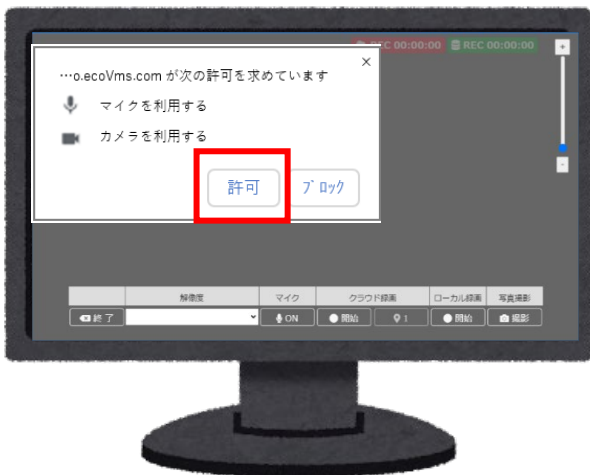 REC 00:00:00 REC 00:00:00
×
+
…o.ecoVms.com が次の許可を求めています
マイクを利用する
カメラを利用する
許可 ブロック
-
解像度 マイク クラウド録画 ローカル録画 写真撮影
終了 ON 開始 1 開始 撮影